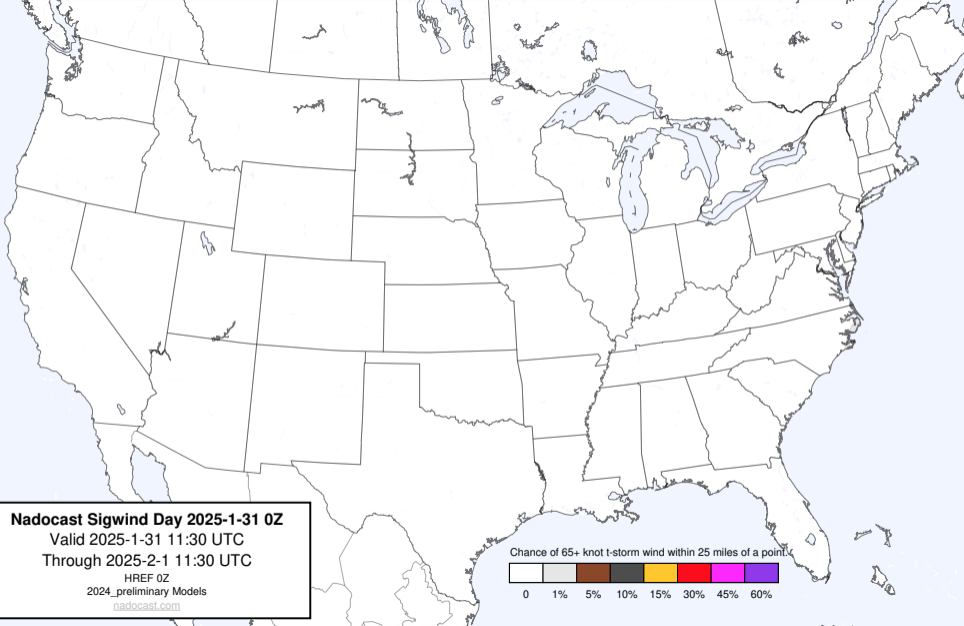 Nadocast Sigwind Day 2025-1-31 0Z
Valid 2025-1-31 11:30 UTC
Through 2025-2-1 11:30 UTC
HREF 0Z
2024_preliminary Models
nadocast.com
Chance of 65+ knot t-storm wind within 25 miles of a point.
0 1% 5% 10% 15% 30% 45% 60%